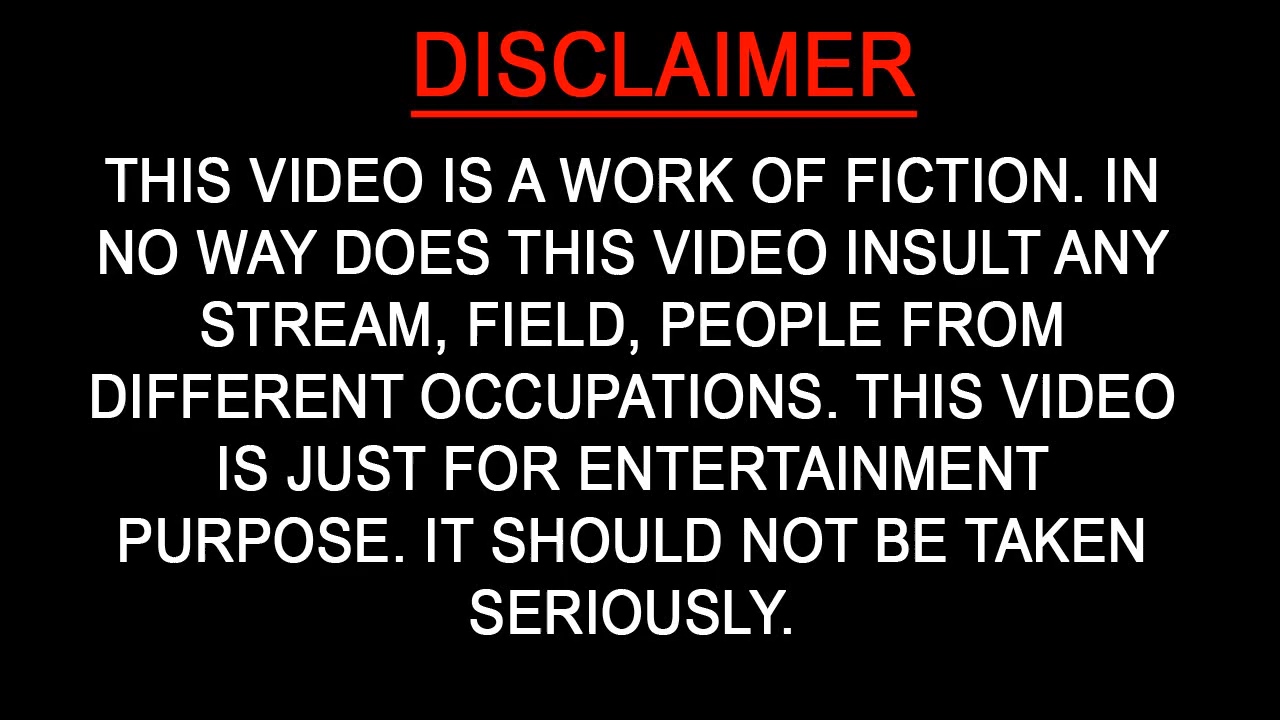 DISCLAIMER
THIS VIDEO IS A WORK OF FICTION. IN
NO WAY DOES THIS VIDEO INSULT ANY
STREAM, FIELD, PEOPLE FROM
DIFFERENT OCCUPATIONS. THIS VIDEO
IS JUST FOR ENTERTAINMENT
PURPOSE. IT SHOULD NOT BE TAKEN
SERIOUSLY.